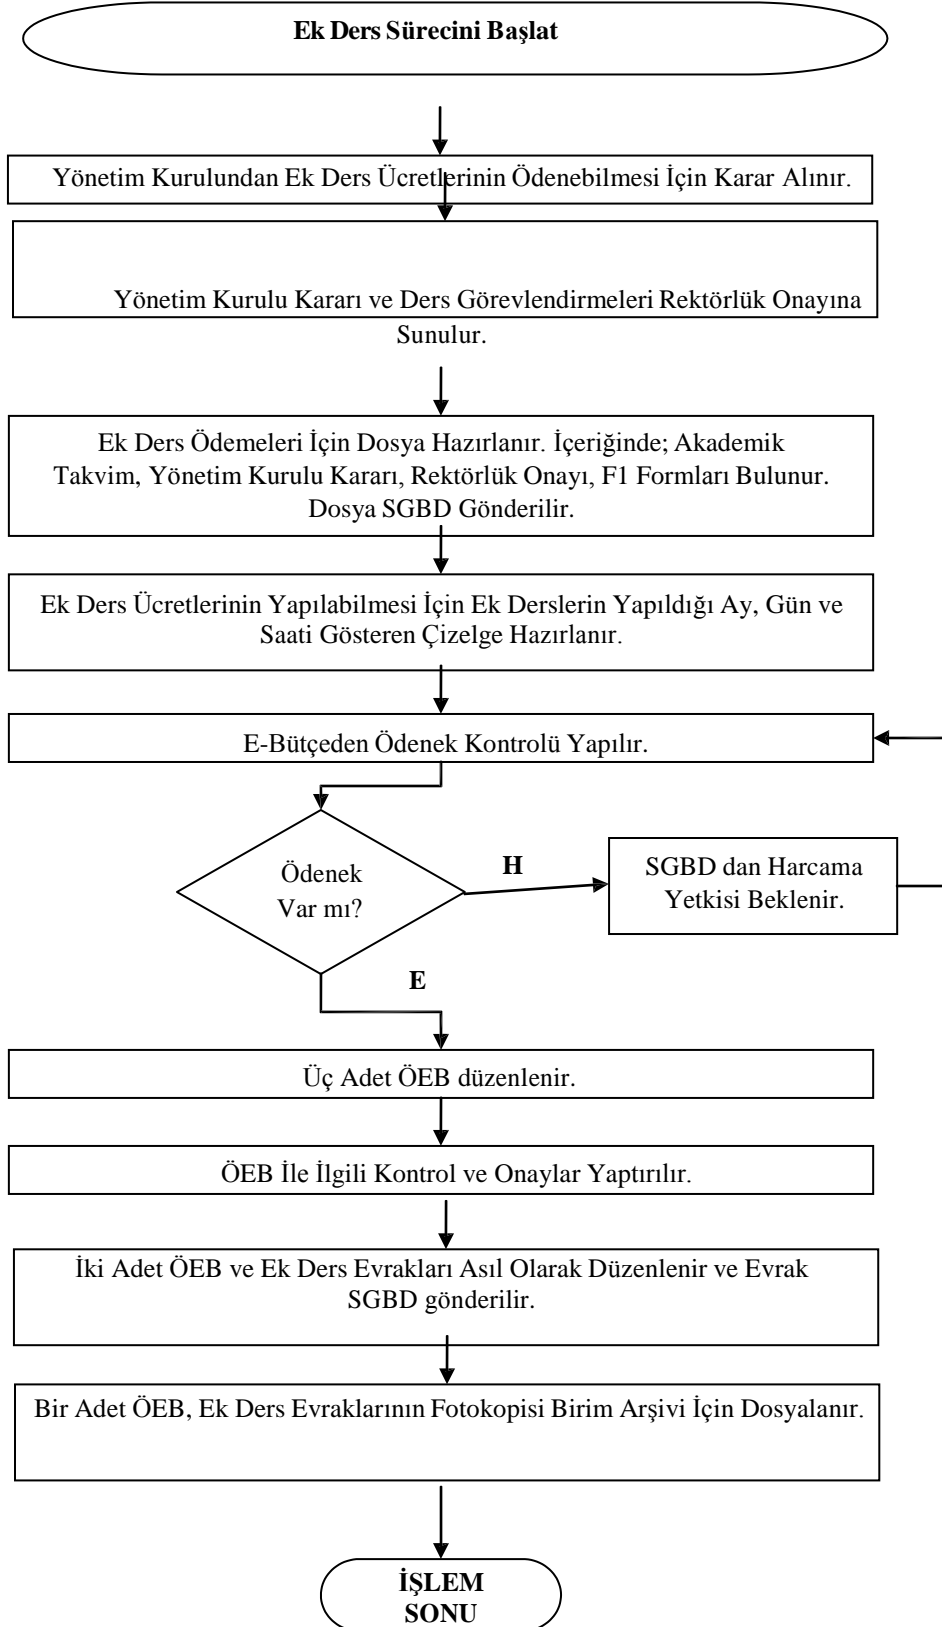 Ek Ders Sürecini Başlat
Yönetim Kurulundan Ek Ders Ücretlerinin Ödenebilmesi İçin Karar Alınır.
Yönetim Kurulu Kararı ve Ders Görevlendirmeleri Rektörlük Onayına
Sunulur.
Ek Ders Ödemeleri İçin Dosya Hazırlanır. İçeriğinde; Akademik
Takvim, Yönetim Kurulu Kararı, Rektörlük Onayı, F1 Formları Bulunur.
Dosya SGBD Gönderilir.
Ek Ders Ücretlerinin Yapılabilmesi İçin Ek Derslerin Yapıldığı Ay, Gün ve
Saati Gösteren Çizelge Hazırlanır.
E-Bütçeden Ödenek Kontrolü Yapılır.
Ödenek
Var mı?
H
SGBD dan Harcama
Yetkisi Beklenir.
E
Üç Adet ÖEB düzenlenir.
ÖEB İle İlgili Kontrol ve Onaylar Yaptırılır.
İki Adet ÖEB ve Ek Ders Evrakları Asıl Olarak Düzenlenir ve Evrak
SGBD gönderilir.
Bir Adet ÖEB, Ek Ders Evraklarının Fotokopisi Birim Arşivi İçin Dosyalanır.
İŞLEM
SONU